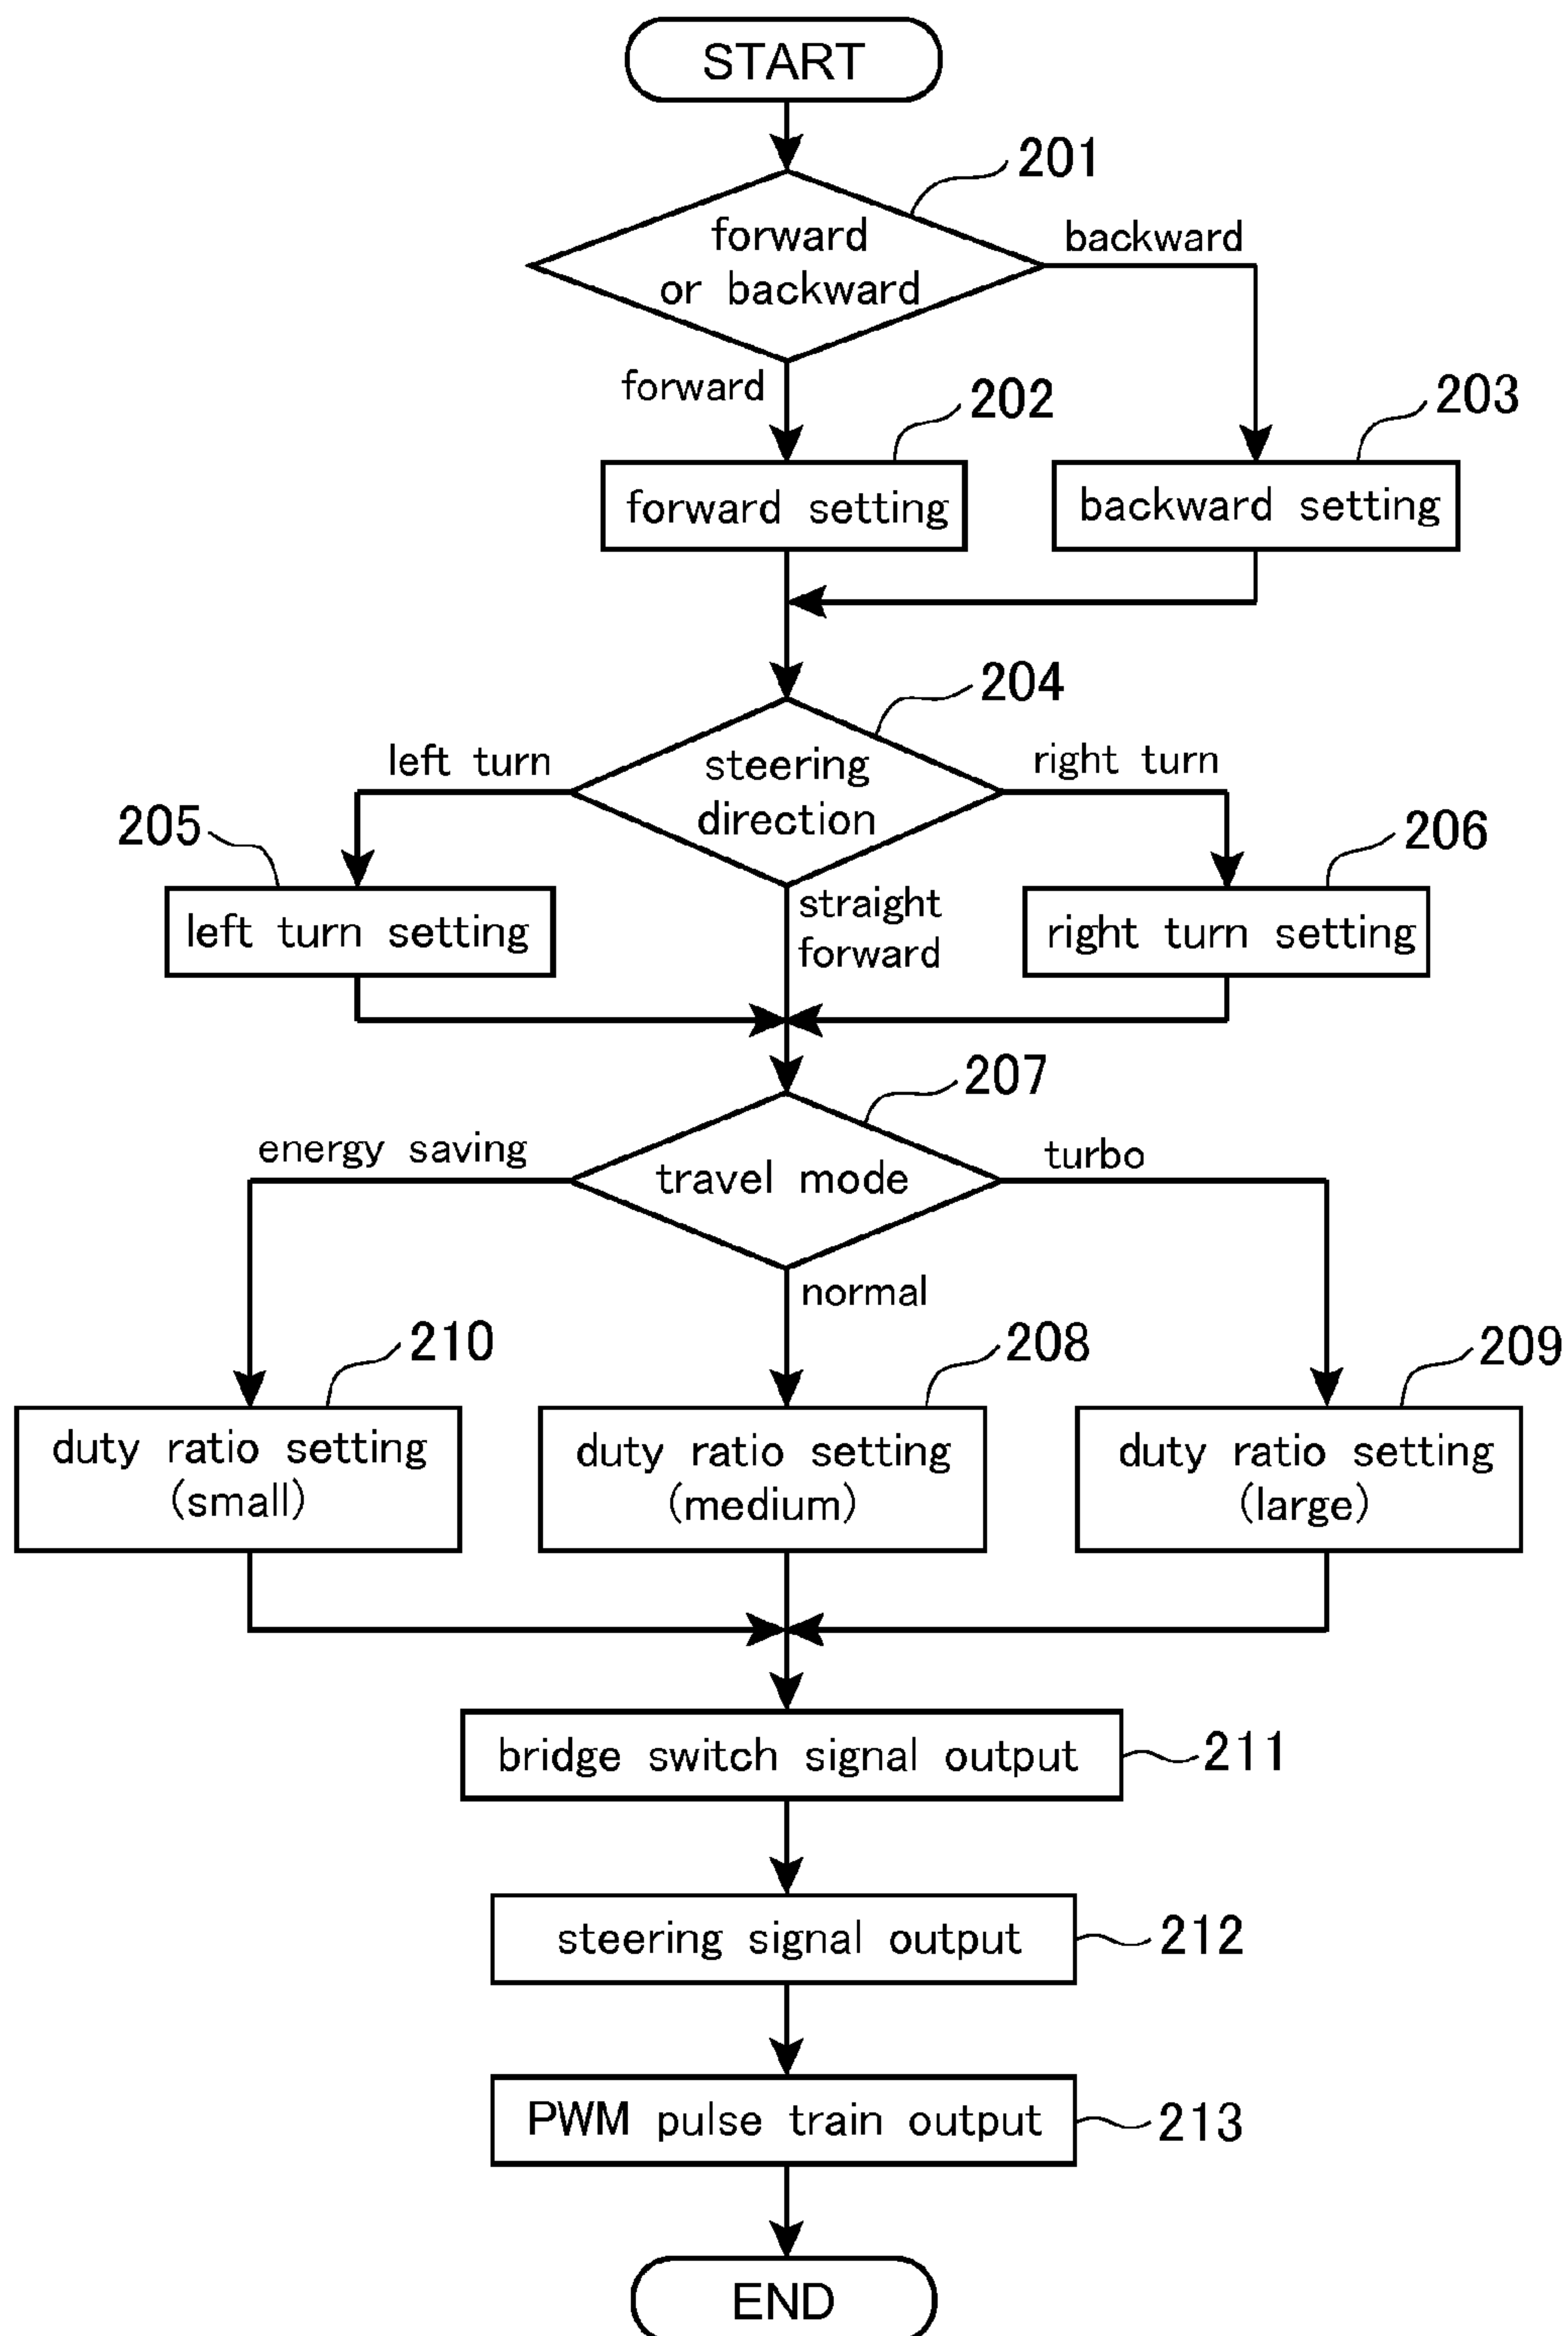 START
201
forward
or backward
backward
forward
202
203
forward setting
backward setting
204
left turn
steering
direction
right turn
205
206
left turn setting
straight
forward
right turn setting
207
energy saving
travel mode
turbo
normal
210
208
209
duty ratio setting
(small)
duty ratio setting
(medium)
duty ratio setting
(large)
bridge switch signal output
211
steering signal output
212
PWM pulse train output
213
END